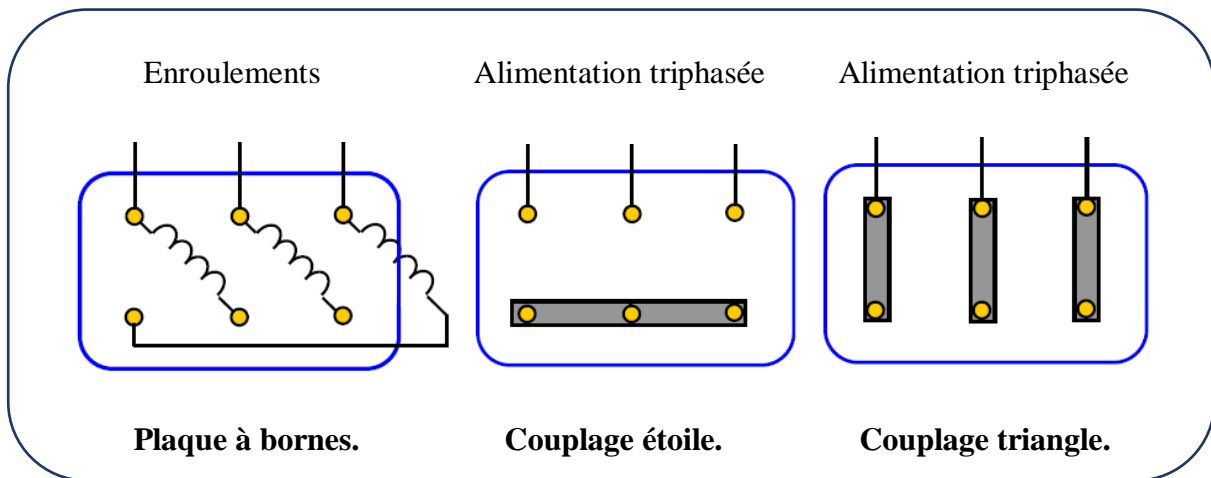 Enroulements
Alimentation triphasée
Alimentation triphasée
Plaque à bornes.
Couplage étoile.
Couplage triangle.